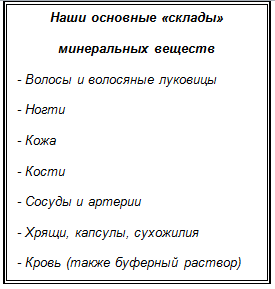 Наши основные «склады»
минеральных веществ
- Волосы и волосяные луковицы
- Ногти
- Кожа
- Кости
- Сосуды и артерии
- Хрящи, капсулы, сухожилия
- Кровь (также буферный раствор)